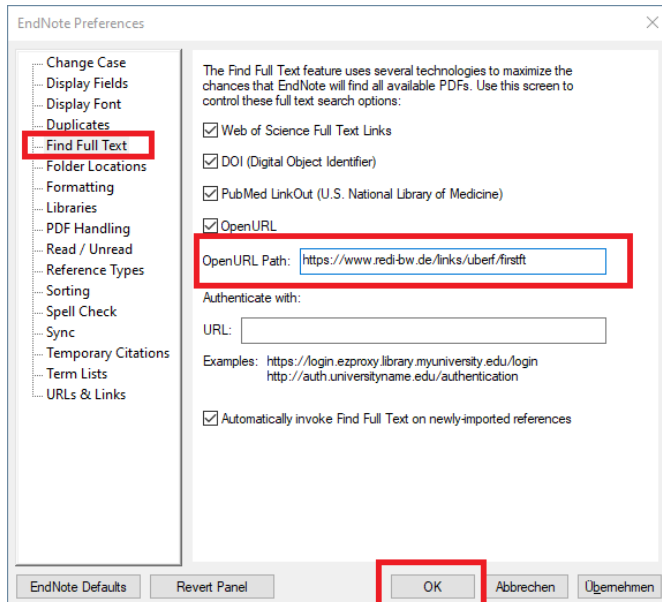 EndNote Preferences
Change Case
Display Fields
Display Font
Duplicates
Find Full Text
Folder Locations
Formatting
Libraries
PDF Handling
Read / Unread
Reference Types
Sorting
Spell Check
Sync
Temporary Citations
Term Lists
URLs & Links
The Find Full Text feature uses several technologies to maximize the
chances that EndNote will find all available PDFs. Use this screen to
control these full text search options:
Web of Science Full Text Links
DOI (Digital Object Identifier)
PubMed LinkOut (U.S. National Library of Medicine)
OpenURL
OpenURL Path: https://www.redi-bw.de/links/uberf/firstft
Authenticate with:
URL:
Examples: https://login.ezproxy.library.myuniversity.edu/login
http://auth.universityname.edu/authentication
Automatically invoke Find Full Text on newly-imported references
EndNote Defaults Revert Panel OK Abbrechen Übernehmen